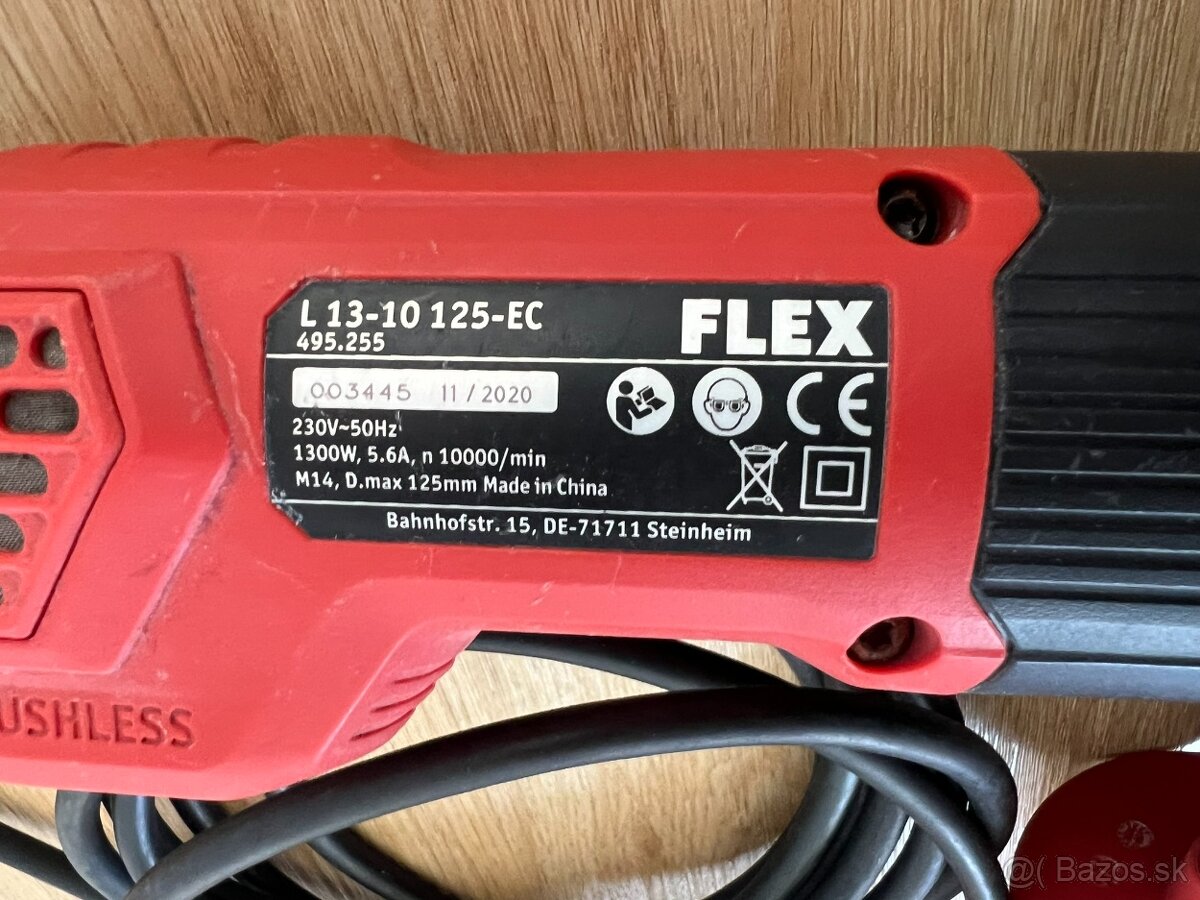 L 13-10 125-EC
FLEX
495.255
003445 11/2020
CE
230V~50Hz
1300W, 5.6A, n 10000/min
M14, D.max 125mm Made in China
Bahnhofstr. 15, DE-71711 Steinheim
USHLESS
@( Bazos.sk